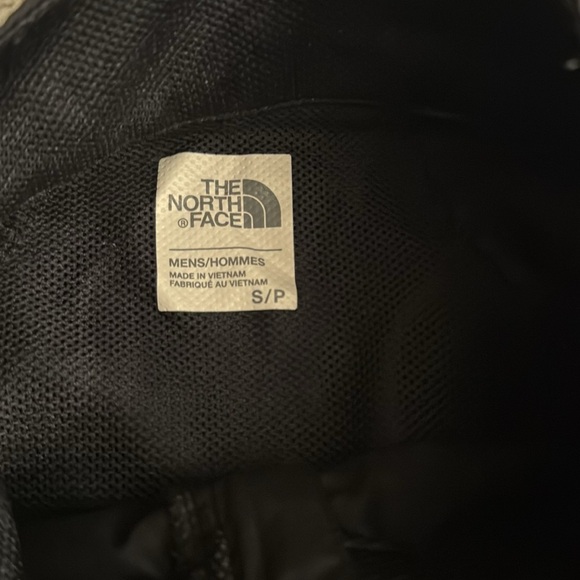 THE
NORTH
® FACE
MENS/HOMMES
MADE IN VIETNAM
FABRIQUÉ AU VIETNAM
S/P